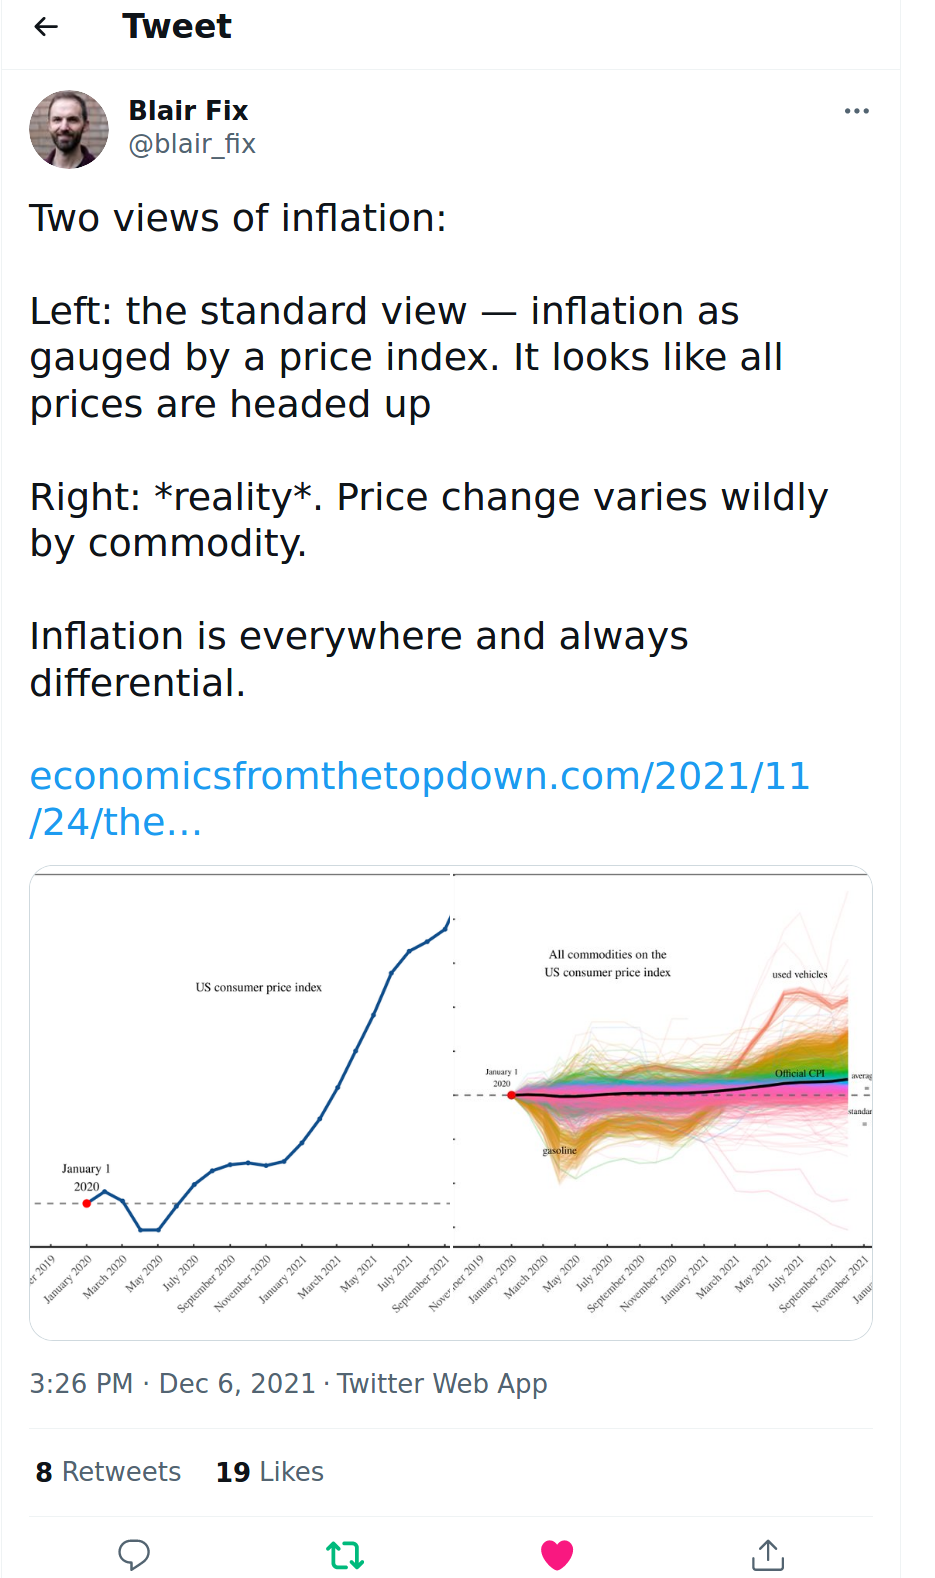 Tweet
Blair Fix
@blair_fix
Two views of inflation:
Left: the standard view — inflation as
gauged by a price index. It looks like all
prices are headed up
Right: *reality*. Price change varies wildly
by commodity.
Inflation is everywhere and always
differential.
economicsfromthetopdown.com/2021/11
/24/the...
US consumer price index
January 1
2020
er 2019
January 2020
March 2020
May 2020
July 2020
September 2020
November 2020
January 2021
March 2021
May 2021
July 2021
September 2021
Nove
All commodities on the
US consumer price index
used vehicles
January 1
2020
Official CPI
averag
standar
gasoline
ber 2019
January 2020
March 2020
May 2020
July 2020
September 2020
November 2020
January 2021
March 2021
May 2021
July 2021
September 2021
November 2021
Janu
3:26 PM · Dec 6, 2021 · Twitter Web App
8 Retweets 19 Likes